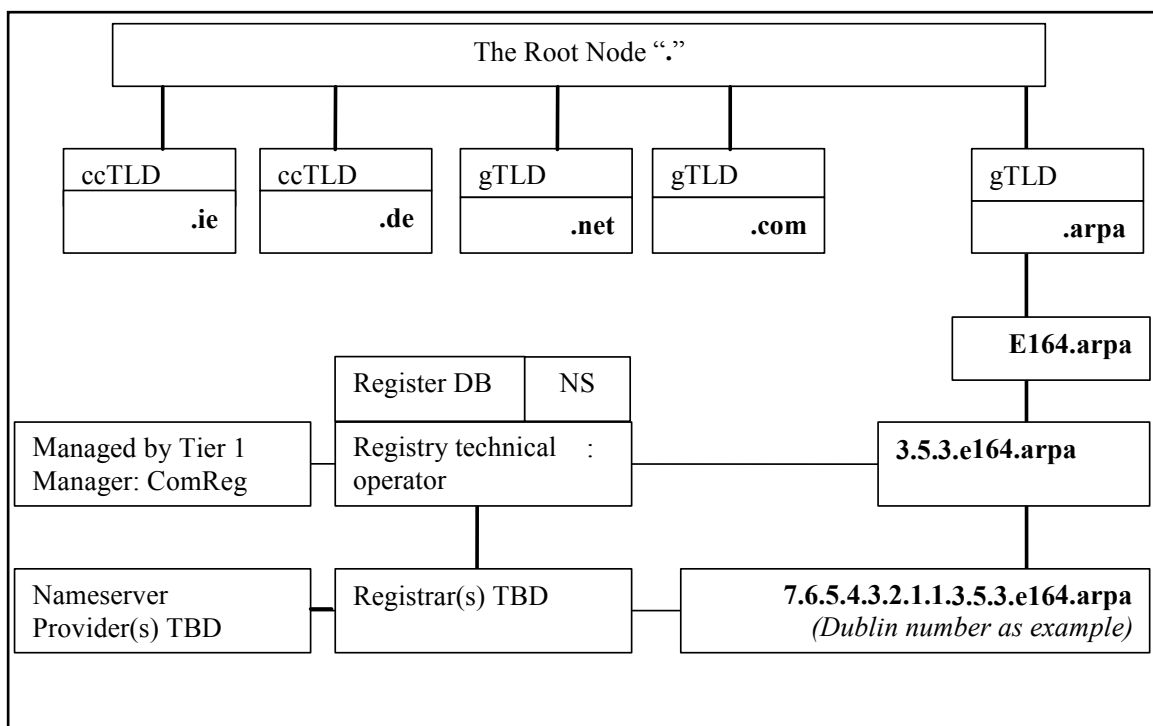 The Root Node “.”
ccTLD
.ie
ccTLD
.de
gTLD
.net
gTLD
.com
gTLD
.arpa
E164.arpa
Register DB
NS
Managed by Tier 1
Manager: ComReg
Registry technical :
operator
3.5.3.e164.arpa
Nameserver
Provider(s) TBD
Registrar(s) TBD
7.6.5.4.3.2.1.1.3.5.3.e164.arpa
(Dublin number as example)